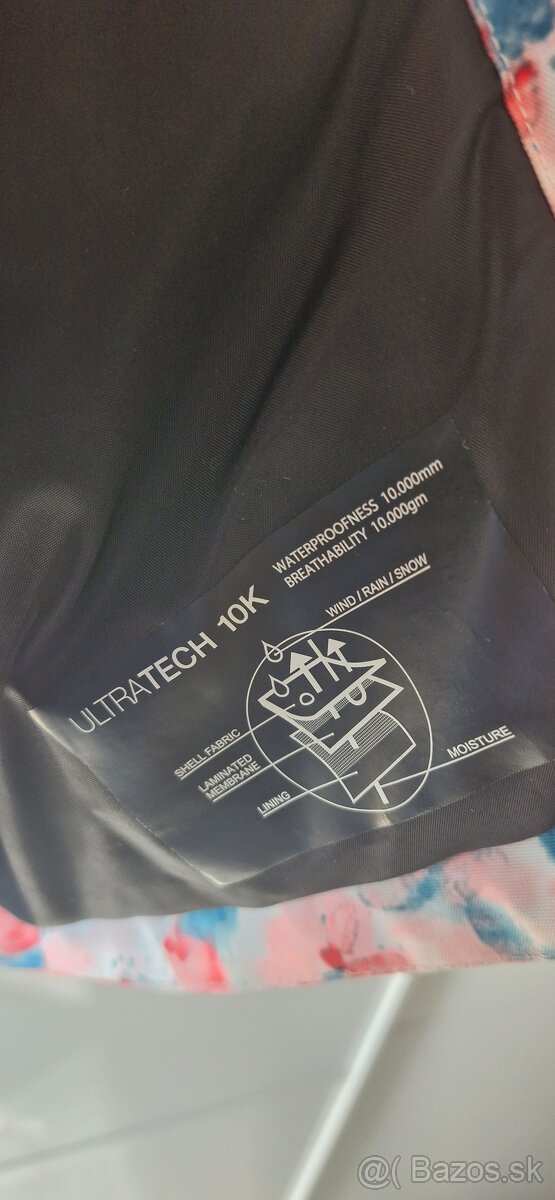 ULTRATECH 10K
WATERPROOFNESS 10.000mm
BREATHABILITY 10.000gm
WIND / RAIN / SNOW
SHELL FABRIC
LAMINATED
MEMBRANE
LINING
MOISTURE
@( Bazos.sk